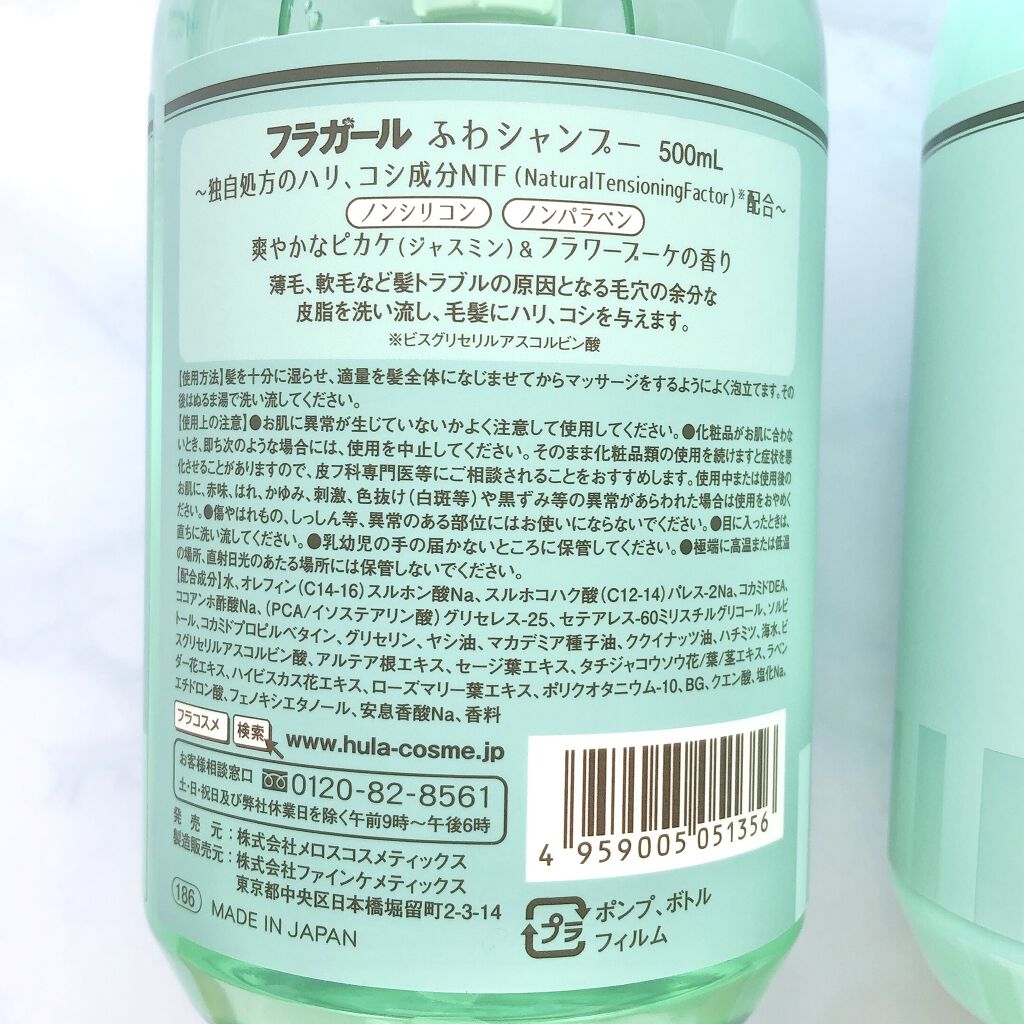 フラガール ふわシャンプー 500mL
~独自処方のハリ、コシ成分NTF (NaturalTensioningFactor)※配合~
ノンシリコン ノンパラベン
爽やかなピカケ(ジャスミン)&フラワーブーケの香り
薄毛、軟毛など髪トラブルの原因となる毛穴の余分な
皮脂を洗い流し、毛髪にハリ、コシを与えます。
※ビスグリセリルアスコルビン酸
【使用方法】髪を十分に湿らせ、適量を髪全体になじませてからマッサージをするようによく泡立てます。その
後はぬるま湯で洗い流してください。
【使用上の注意】●お肌に異常が生じていないかよく注意して使用してください。●化粧品がお肌に合わな
いとき、即ち次のような場合には、使用を中止してください。そのまま化粧品類の使用を続けますと症状を悪
化させることがありますので、皮フ科専門医等にご相談されることをおすすめします。使用中または使用後の
お肌に、赤味、はれ、かゆみ、刺激、色抜け(白斑等)や黒ずみ等の異常があらわれた場合は使用をおやめく
ださい。●傷やはれもの、しっしん等、異常のある部位にはお使いにならないでください。●目に入ったときは、
直ちに洗い流してください。●乳幼児の手の届かないところに保管してください。●極端に高温または低温
の場所、直射日光のあたる場所には保管しないでください。
【配合成分】水、オレフィン(C14-16)スルホン酸Na、スルホコハク酸(C12-14)パレス-2Na、コカミドDEA、
ココアンホ酢酸Na、(PCA/イソステアリン酸)グリセレス-25、セテアレス-60ミリスチルグリコール、ソルビ
トール、コカミドプロピルベタイン、グリセリン、ヤシ油、マカデミア種子油、ククイナッツ油、ハチミツ、海水、ビ
スグリセリルアスコルビン酸、アルテア根エキス、セージ葉エキス、タチジャコウソウ花/葉/茎エキス、ラベン
ダー花エキス、ハイビスカス花エキス、ローズマリー葉エキス、ポリクオタニウム-10、BG、クエン酸、塩化Na、
エチドロン酸、フェノキシエタノール、安息香酸Na、香料
フラコスメ 検索 www.hula-cosme.jp
お客様相談窓口 0120-82-8561
土・日・祝日及び弊社休業日を除く午前9時~午後6時
発売元:株式会社メロスコスメティックス
製造販売元:株式会社ファインケメティックス
東京都中央区日本橋堀留町2-3-14
186 MADE IN JAPAN
4 959005 051356
プラ ポンプ、ボトル
フィルム